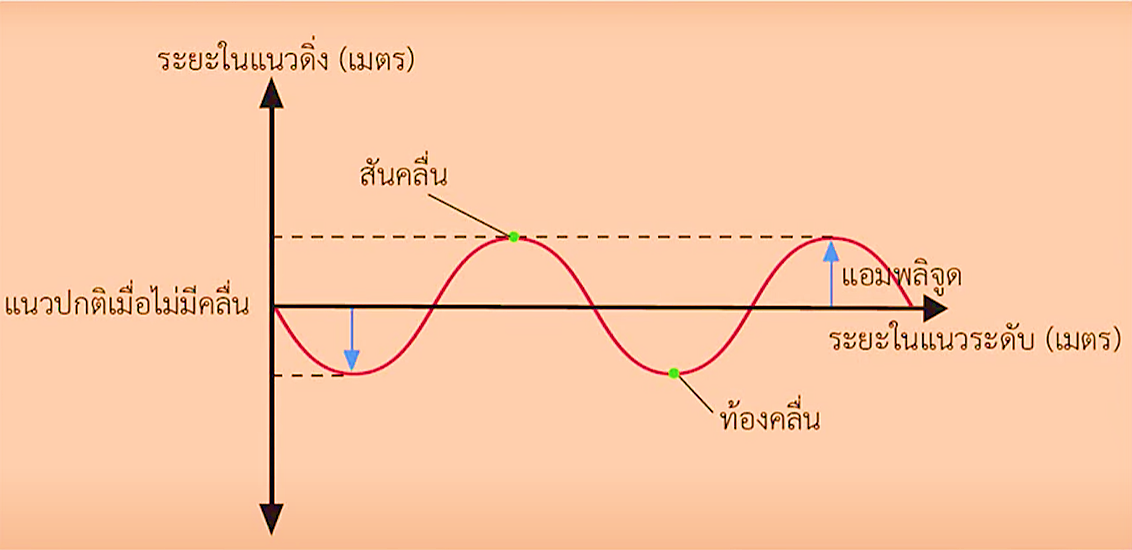 ระยะในแนวดิ่ง (เมตร)
สันคลื่น
แอมพลิจูด
แนวปกติเมื่อไม่มีคลื่น
ระยะในแนวระดับ (เมตร)
ท้องคลื่น